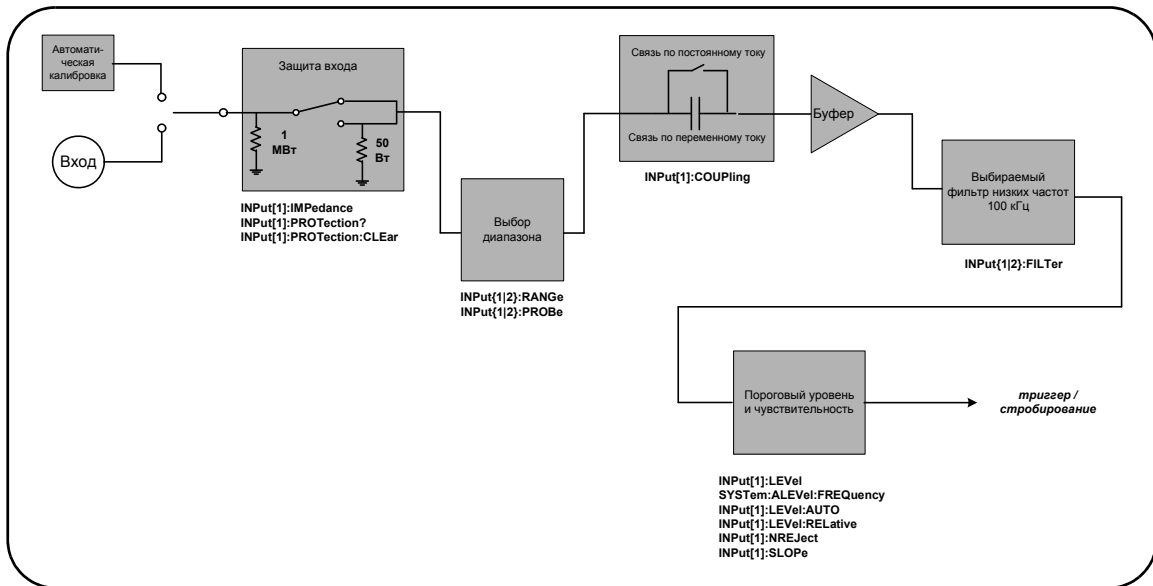 Автомати-
ческая
калибровка
Вход
Защита входа
1
МВт
50
Вт
INPut[1]:IMPedance
INPut[1]:PROTection?
INPut[1]:PROTection:CLEar
Выбор
диапазона
INPut{1|2}:RANGe
INPut{1|2}:PROBe
Связь по постоянному току
Связь по переменному току
INPut[1]:COUPling
Буфер
Выбираемый
фильтр низких частот
100 кГц
INPut{1|2}:FILTer
Пороговый уровень
и чувствительность
триггер /
стробирование
INPut[1]:LEVel
SYSTem:ALEVel:FREQuency
INPut[1]:LEVel:AUTO
INPut[1]:LEVel:RELative
INPut[1]:NREJect
INPut[1]:SLOPe